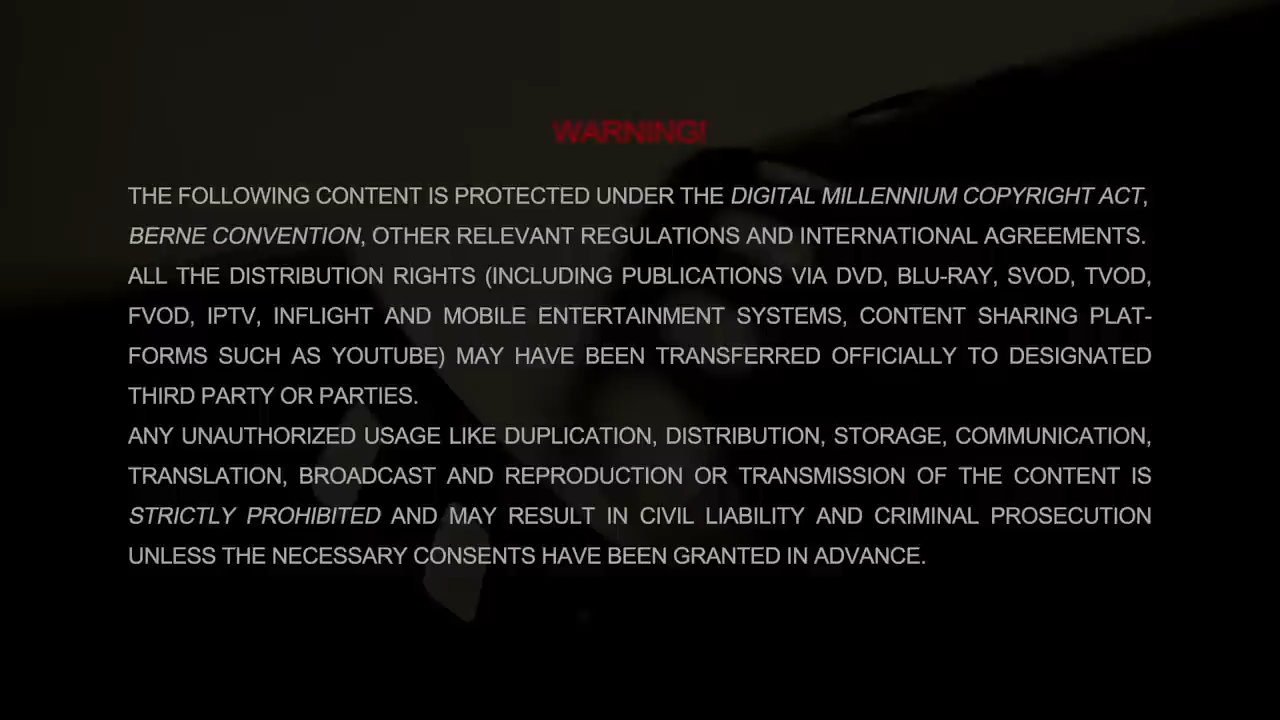 WARNING!
THE FOLLOWING CONTENT IS PROTECTED UNDER THE DIGITAL MILLENNIUM COPYRIGHT ACT,
BERNE CONVENTION, OTHER RELEVANT REGULATIONS AND INTERNATIONAL AGREEMENTS.
ALL THE DISTRIBUTION RIGHTS (INCLUDING PUBLICATIONS VIA DVD, BLU-RAY, SVOD, TVOD,
FVOD, IPTV, INFLIGHT AND MOBILE ENTERTAINMENT SYSTEMS, CONTENT SHARING PLAT-
FORMS SUCH AS YOUTUBE) MAY HAVE BEEN TRANSFERRED OFFICIALLY TO DESIGNATED
THIRD PARTY OR PARTIES.
ANY UNAUTHORIZED USAGE LIKE DUPLICATION, DISTRIBUTION, STORAGE, COMMUNICATION,
TRANSLATION, BROADCAST AND REPRODUCTION OR TRANSMISSION OF THE CONTENT IS
STRICTLY PROHIBITED AND MAY RESULT IN CIVIL LIABILITY AND CRIMINAL PROSECUTION
UNLESS THE NECESSARY CONSENTS HAVE BEEN GRANTED IN ADVANCE.